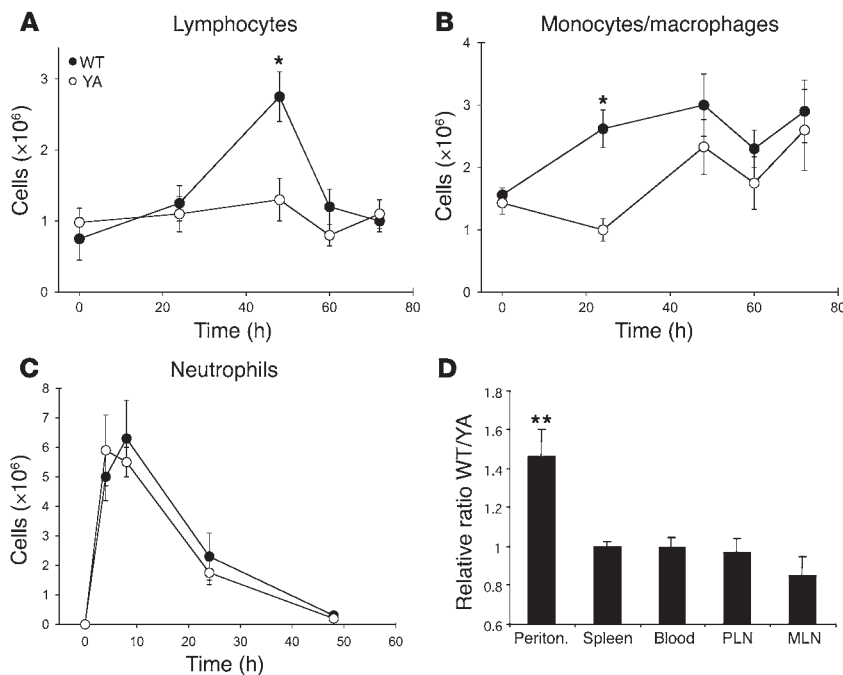 A
Lymphocytes
WT
YA
*
Cells (×10⁶)
3
2
1
0
0 20 40 60 80
Time (h)
B
Monocytes/macrophages
*
Cells (×10⁶)
4
3
2
1
0
0 20 40 60 80
Time (h)
C
Neutrophils
Cells (×10⁶)
8
7
6
5
4
3
2
1
0
0 10 20 30 40 50 60
Time (h)
D
**
Relative ratio WT/YA
1.8
1.6
1.4
1.2
1
0.8
0.6
Periton. Spleen Blood PLN MLN